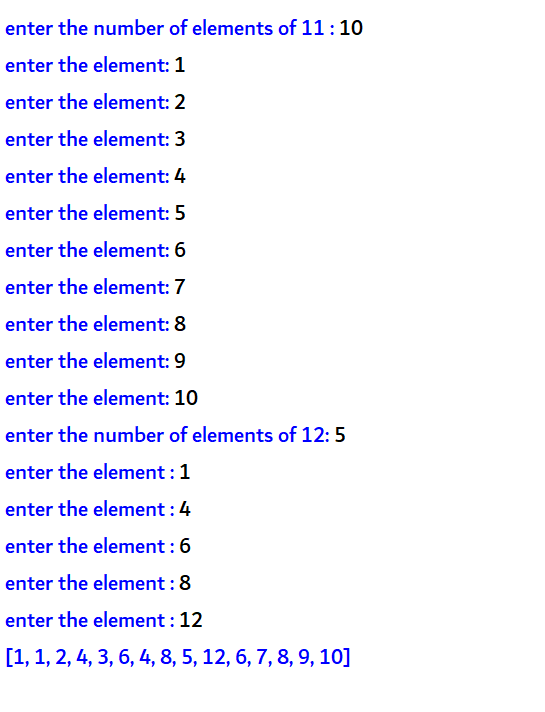 enter the number of elements of 11 : 10
enter the element: 1
enter the element: 2
enter the element: 3
enter the element: 4
enter the element: 5
enter the element: 6
enter the element: 7
enter the element: 8
enter the element: 9
enter the element: 10
enter the number of elements of 12: 5
enter the element : 1
enter the element : 4
enter the element : 6
enter the element : 8
enter the element : 12
[1, 1, 2, 4, 3, 6, 4, 8, 5, 12, 6, 7, 8, 9, 10]